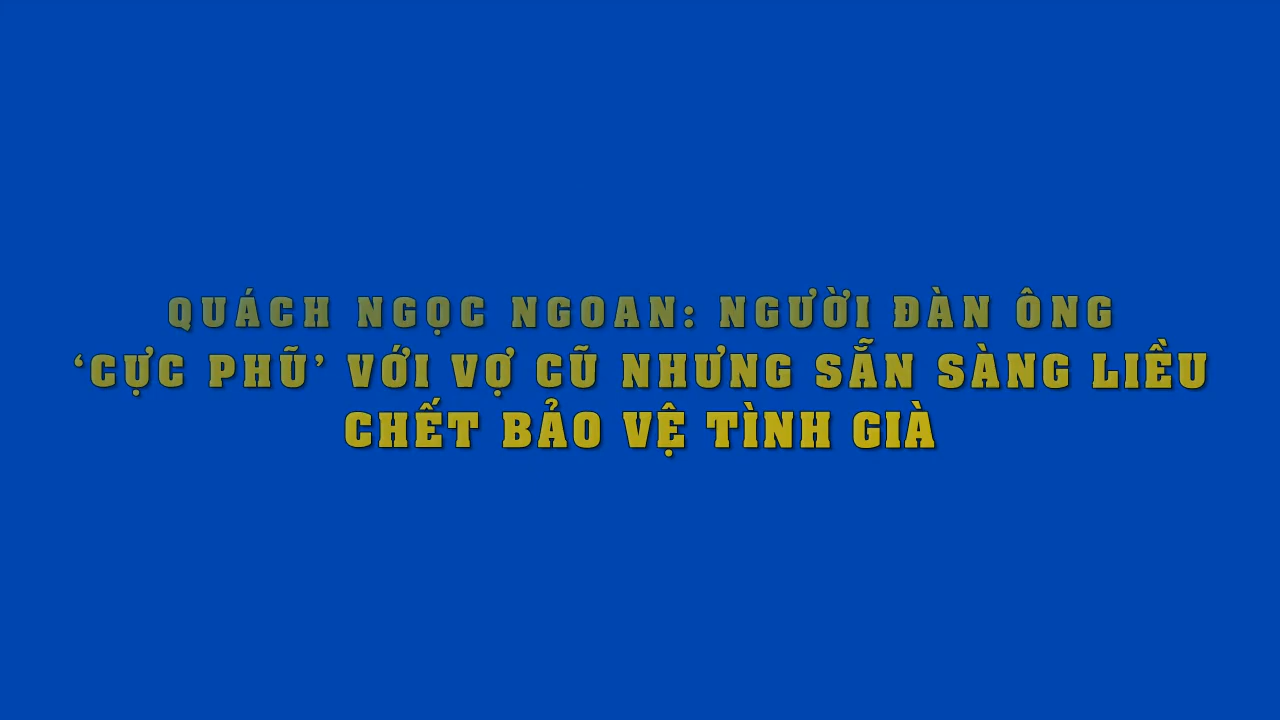 QUÁCH NGỌC NGOAN: NGƯỜI ĐÀN ÔNG
‘CỰC PHŨ’ VỚI VỢ CŨ NHƯNG SẴN SÀNG LIỀU
CHẾT BẢO VỆ TÌNH GIÀ